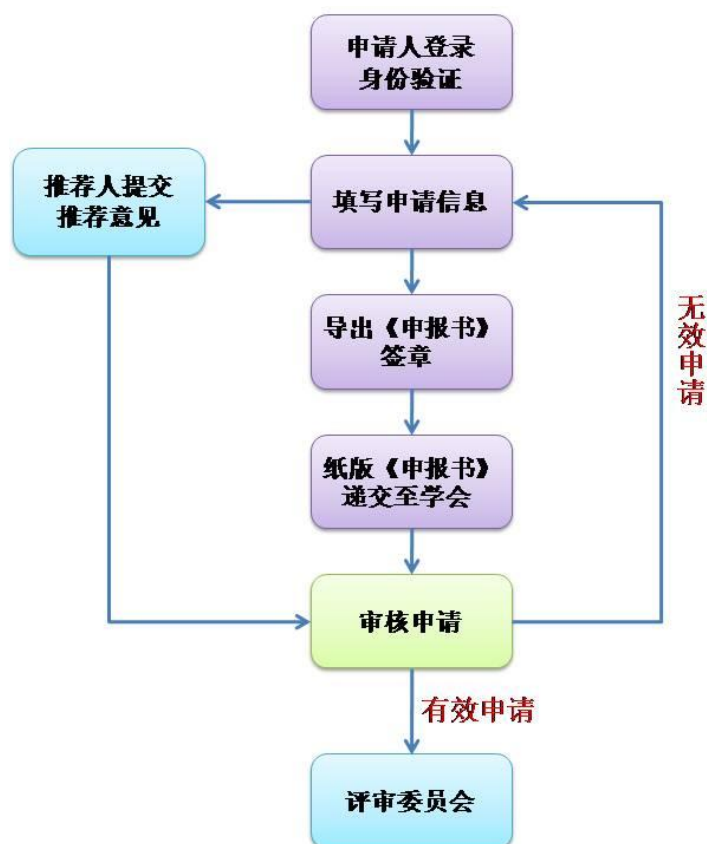 申请人登录
身份验证
推荐人提交
推荐意见
填写申请信息
导出《申报书》
签章
无效申请
纸版《申报书》
递交至学会
审核申请
有效申请
评审委员会